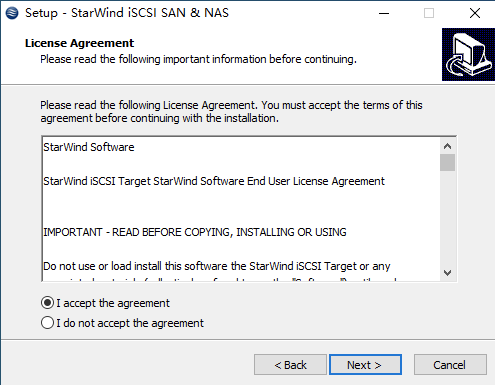 Setup - StarWind iSCSI SAN & NAS
License Agreement
Please read the following important information before continuing.
Please read the following License Agreement. You must accept the terms of this
agreement before continuing with the installation.
StarWind Software
StarWind iSCSI Target StarWind Software End User License Agreement
IMPORTANT - READ BEFORE COPYING, INSTALLING OR USING
Do not use or load install this software the StarWind iSCSI Target or any
I accept the agreement
I do not accept the agreement
< Back
Next >
Cancel